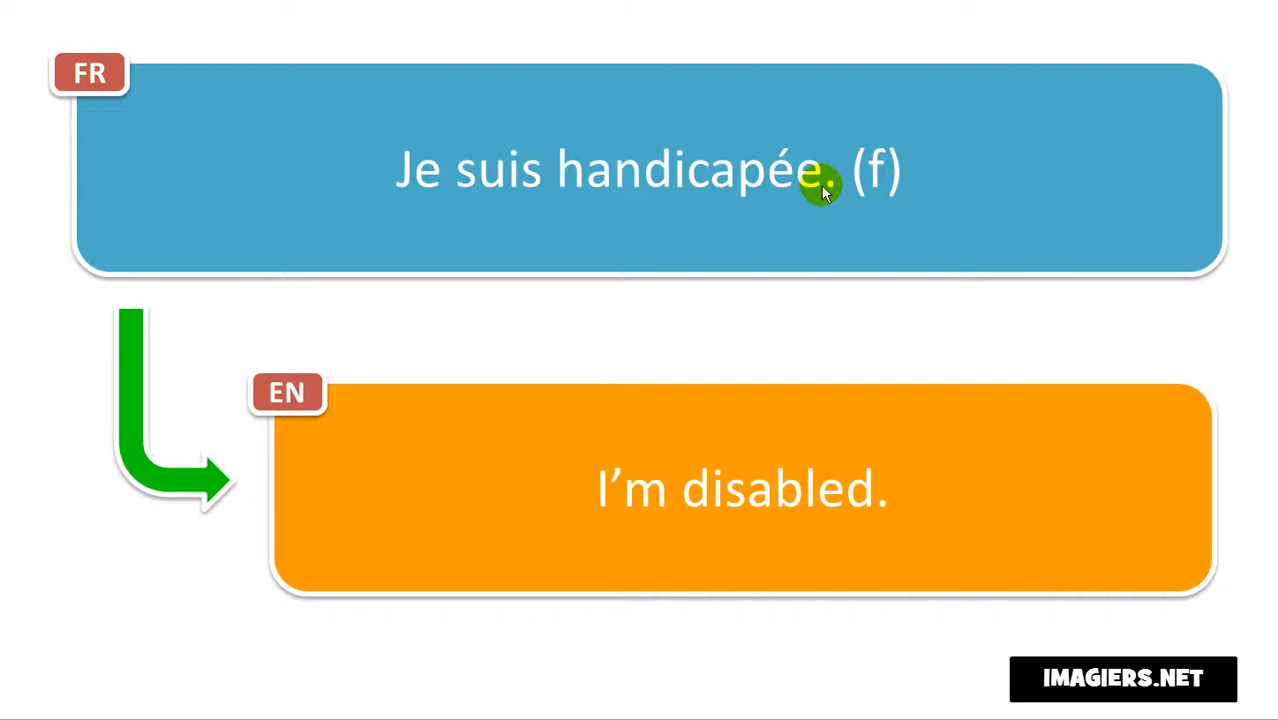 FR
Je suis handicapée. (f)
EN
I’m disabled.
IMAGIERS.NET